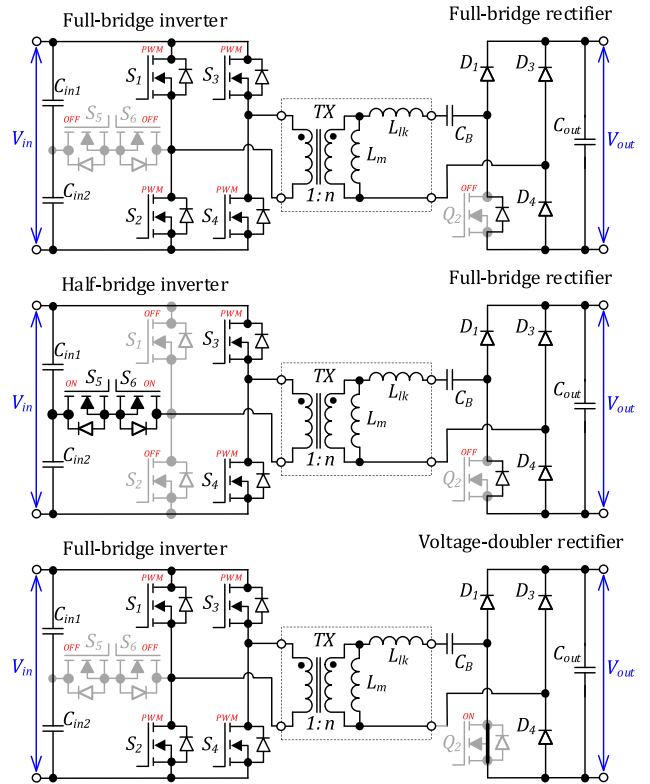 Full-bridge inverter Full-bridge rectifier
PWM PWM
S1 S3 D1 D3
Cin1 S5 S6 TX Llk CB Cout
OFF OFF
Vin Lm Vout
PWM PWM OFF
Cin2 S2 S4 1:n Q2 D4
Half-bridge inverter Full-bridge rectifier
OFF PWM
S1 S3 D1 D3
Cin1 S5 S6 TX Llk CB Cout
ON ON
Vin Lm Vout
OFF PWM OFF
Cin2 S2 S4 1:n Q2 D4
Full-bridge inverter Voltage-doubler rectifier
PWM PWM
S1 S3 D1 D3
Cin1 S5 S6 TX Llk CB Cout
OFF OFF
Vin Lm Vout
PWM PWM ON
Cin2 S2 S4 1:n Q2 D4